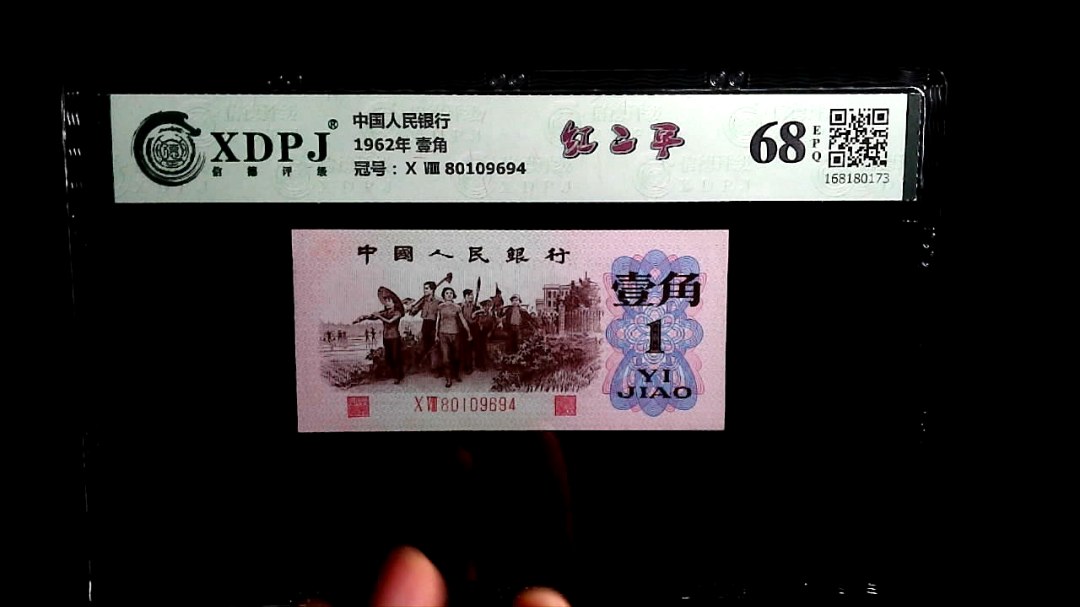 XDPJ®
信德评级
中国人民银行
1962年 壹角
冠号：X Ⅷ 80109694
红二平
68
EPQ
168180173
中國人民銀行
壹角
1
YI
JIAO
X Ⅷ 80109694